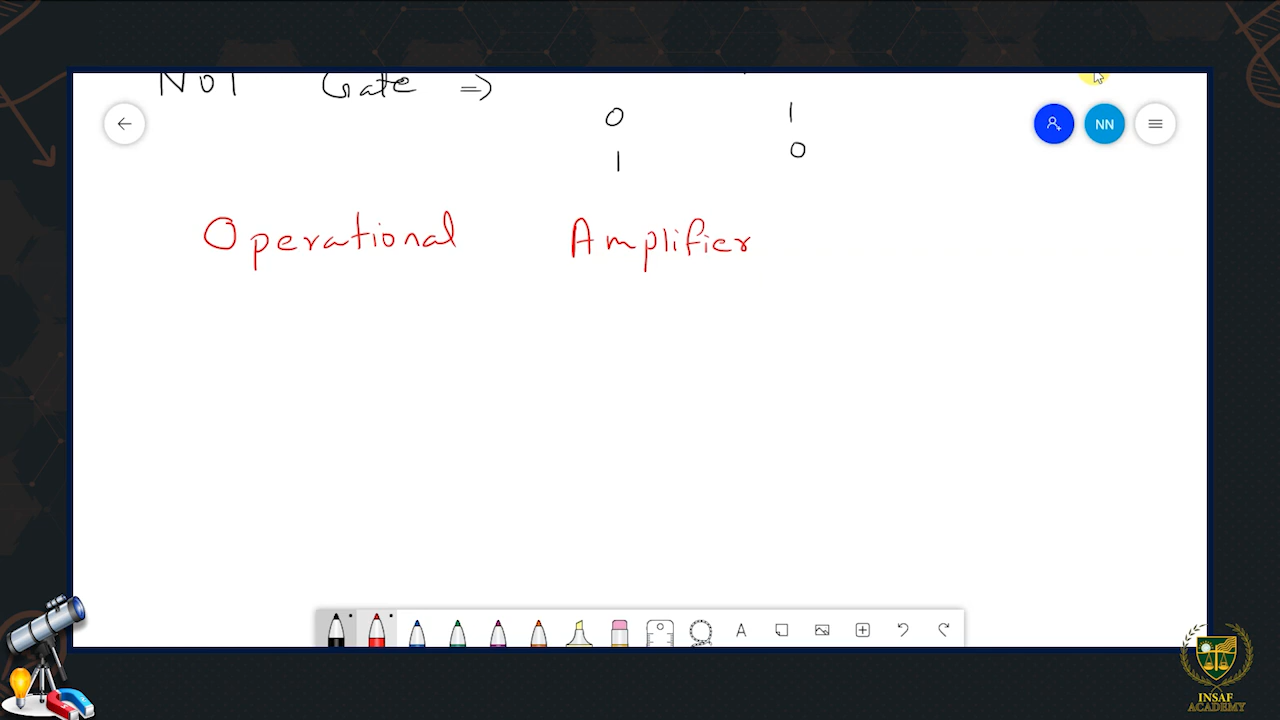 NOT Gate ⇒
0 1
1 0
NN
Operational Amplifier
A
INSAF
ACADEMY